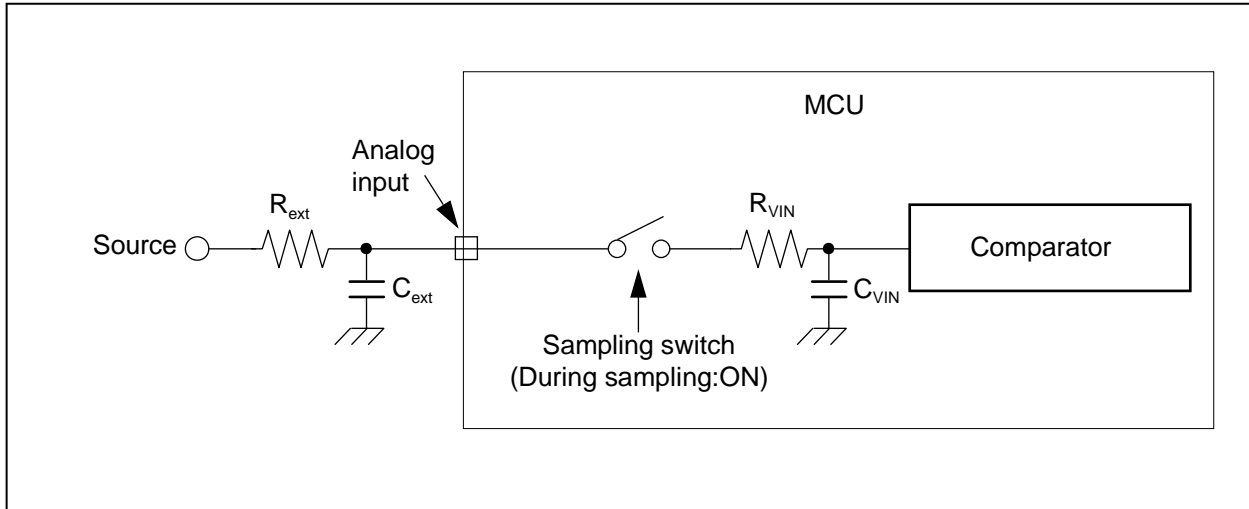 MCU
Analog
input
Rext
RVIN
Source
Comparator
Cext
CVIN
Sampling switch
(During sampling:ON)